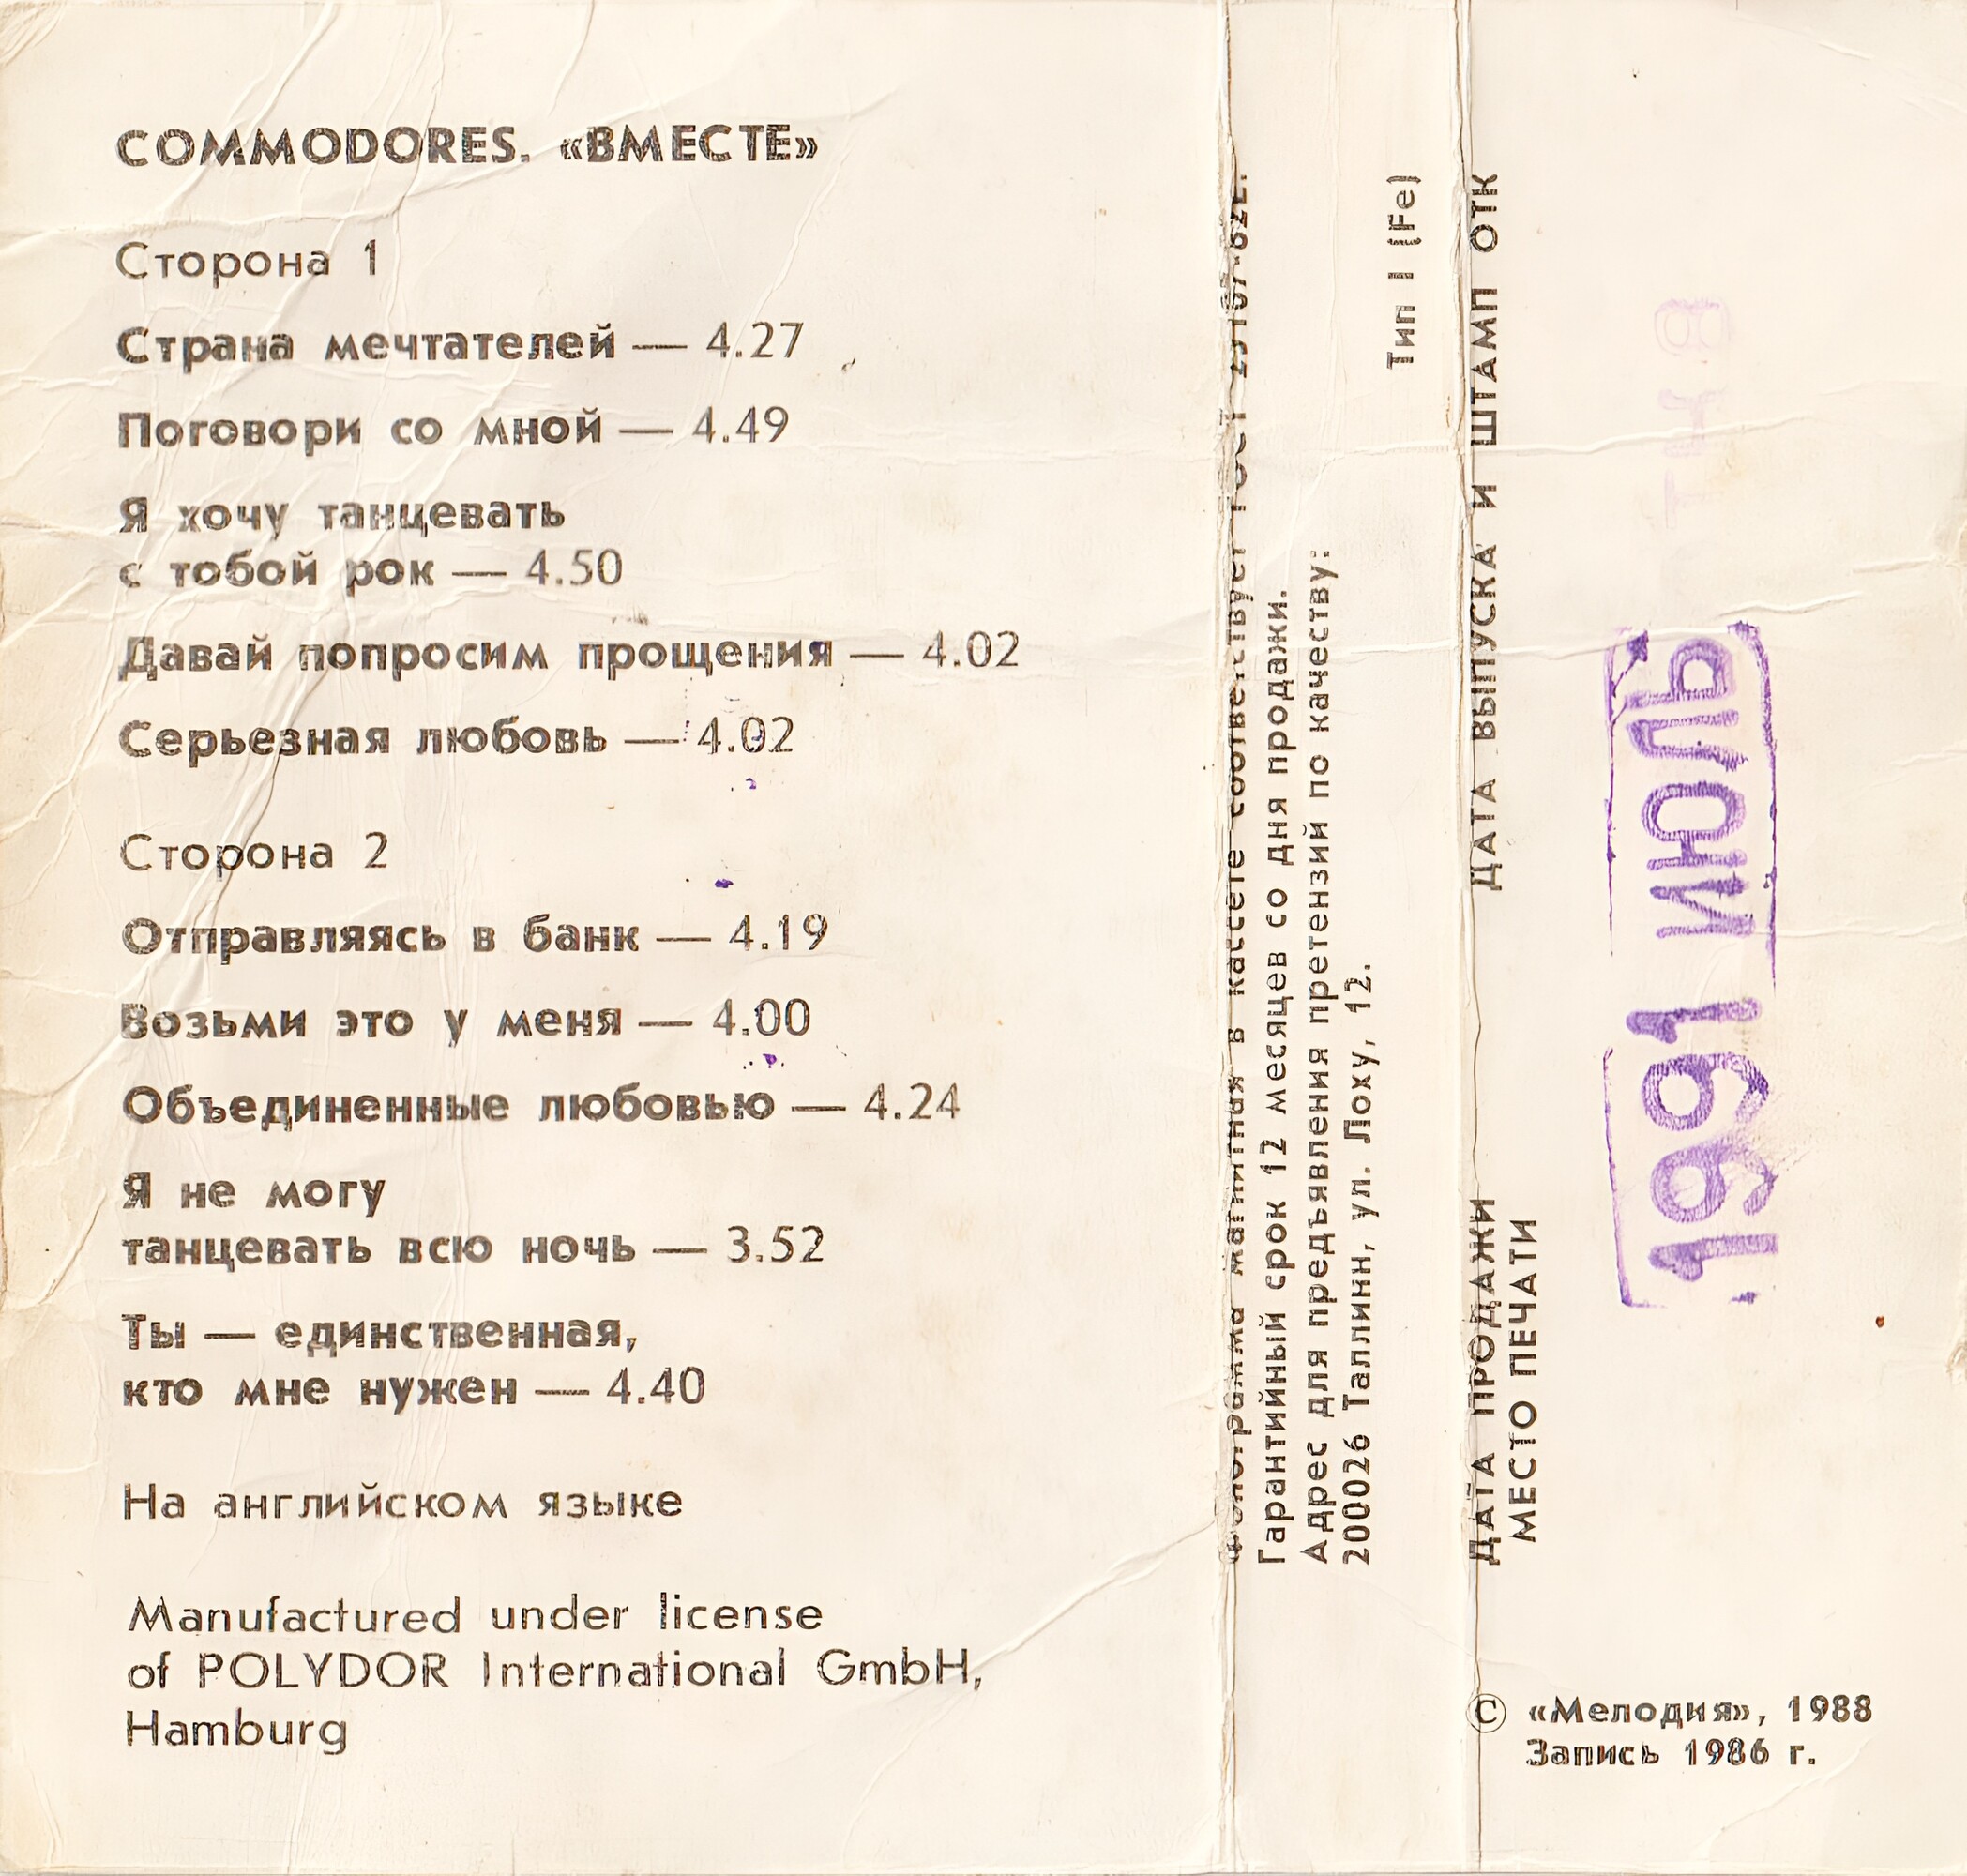 COMMODORES. «ВМЕСТЕ»
Сторона 1
Страна мечтателей — 4.27
Поговори со мной — 4.49
Я хочу танцевать
с тобой рок — 4.50
Давай попросим прощения — 4.02
Серьезная любовь — 4.02
Сторона 2
Отправляясь в банк — 4.19
Возьми это у меня — 4.00
Объединенные любовью — 4.24
Я не могу
танцевать всю ночь — 3.52
Ты — единственная,
кто мне нужен — 4.40
На английском языке
Manufactured under license
of POLYDOR International GmbH,
Hamburg
Фонограмма магнитная в кассете соответствует ГОСТ
Гарантийный срок 12 месяцев со дня продажи.
Адрес для предъявления претензий по качеству:
200026 Таллинн, ул. Лоху, 12.
Тип I (Fe)
ДАТА ВЫПУСКА И ШТАМП ОТК
ДАТА ПРОДАЖИ
МЕСТО ПЕЧАТИ
1991 ИЮЛЬ
© «Мелодия», 1988
Запись 1986 г.